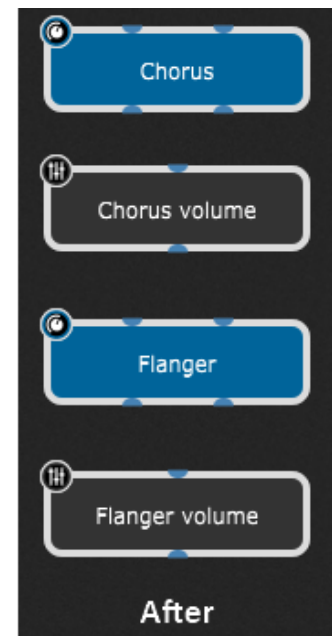 Chorus
Chorus volume
Flanger
Flanger volume
After